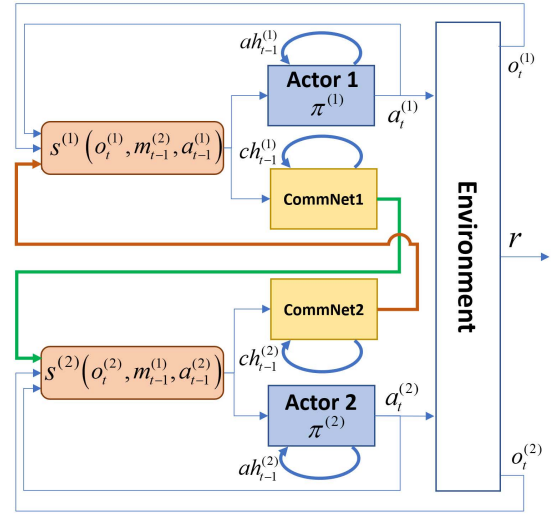 ah_{t-1}^{(1)}
Actor 1
π^{(1)}
a_t^{(1)}
o_t^{(1)}
s^{(1)}(o_t^{(1)}, m_{t-1}^{(2)}, a_{t-1}^{(1)})
ch_{t-1}^{(1)}
CommNet1
Environment
r
CommNet2
s^{(2)}(o_t^{(2)}, m_{t-1}^{(1)}, a_{t-1}^{(2)})
ch_{t-1}^{(2)}
Actor 2
π^{(2)}
a_t^{(2)}
ah_{t-1}^{(2)}
o_t^{(2)}